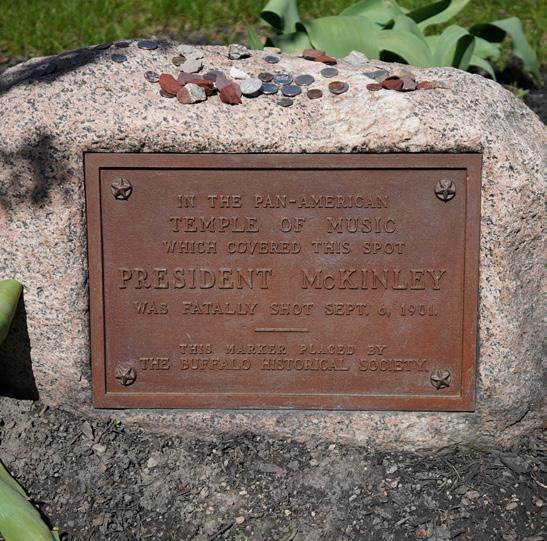 IN THE PAN-AMERICAN
TEMPLE OF MUSIC
WHICH COVERED THIS SPOT
PRESIDENT McKINLEY
WAS FATALLY SHOT SEPT. 6, 1901.
THIS MARKER PLACED BY
THE BUFFALO HISTORICAL SOCIETY.